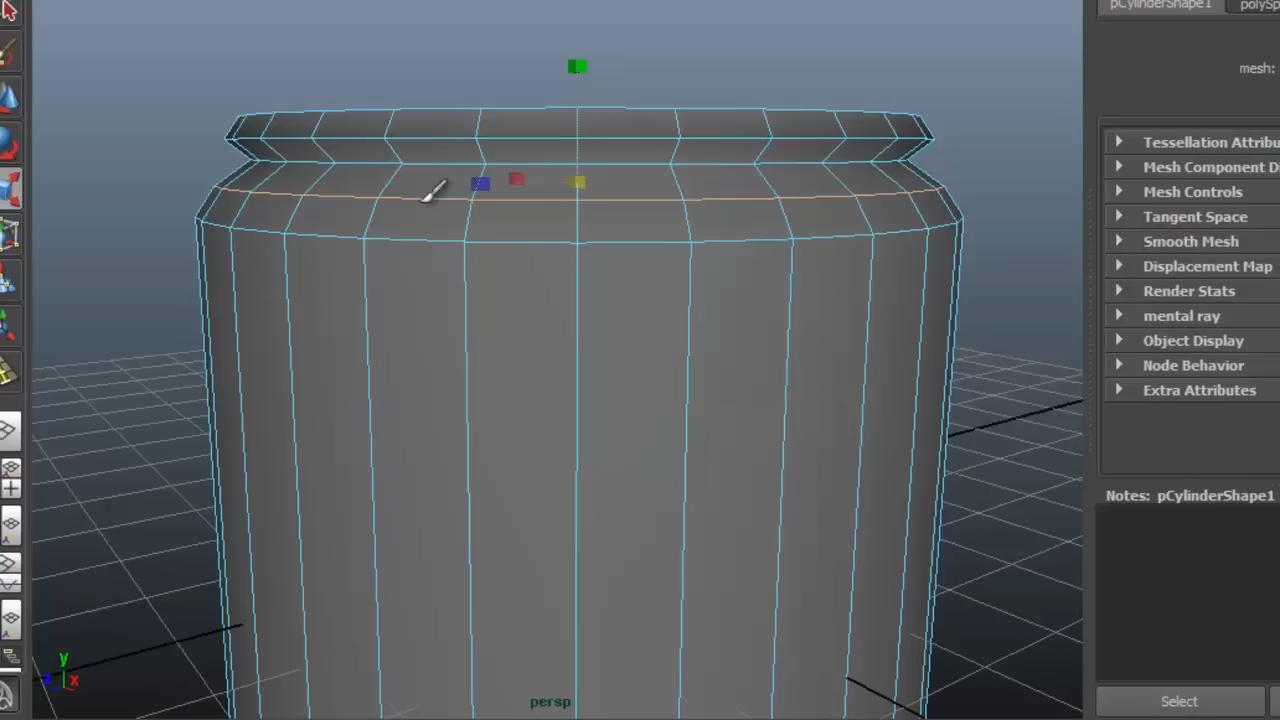 pCylinderShape1
polySp
mesh:
Tessellation Attribu
Mesh Component D
Mesh Controls
Tangent Space
Smooth Mesh
Displacement Map
Render Stats
mental ray
Object Display
Node Behavior
Extra Attributes
Notes: pCylinderShape1
y
z x
persp
Select